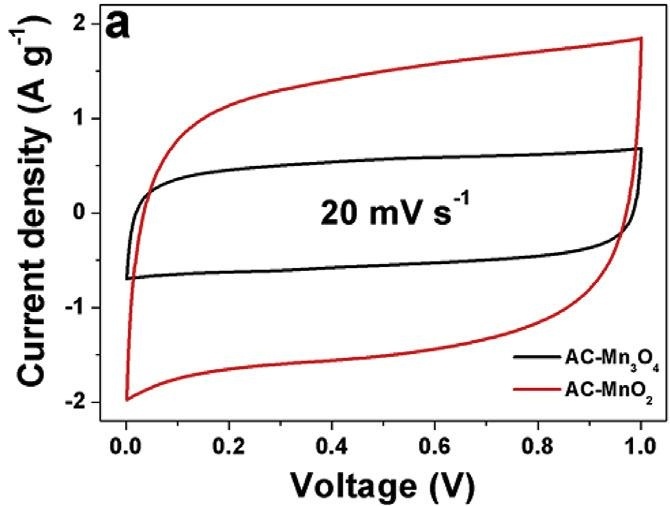 a
Current density (A g⁻¹)
2
1
0
-1
-2
20 mV s⁻¹
AC-Mn₃O₄
AC-MnO₂
0.0 0.2 0.4 0.6 0.8 1.0
Voltage (V)